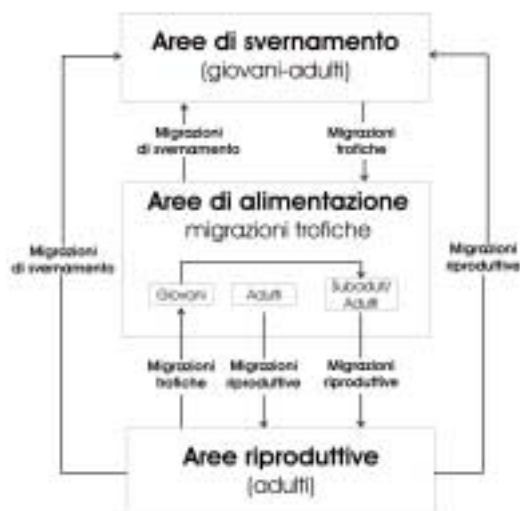 Aree di svernamento
(giovani-adulti)
Migrazioni
di svernamento
Migrazioni
trofiche
Aree di alimentazione
migrazioni trofiche
Migrazioni
di svernamento
Migrazioni
riproduttive
Giovani
Adulti
Subaduti/
Adulti
Migrazioni
trofiche
Migrazioni
riproduttive
Migrazioni
riproduttive
Aree riproduttive
(adulti)